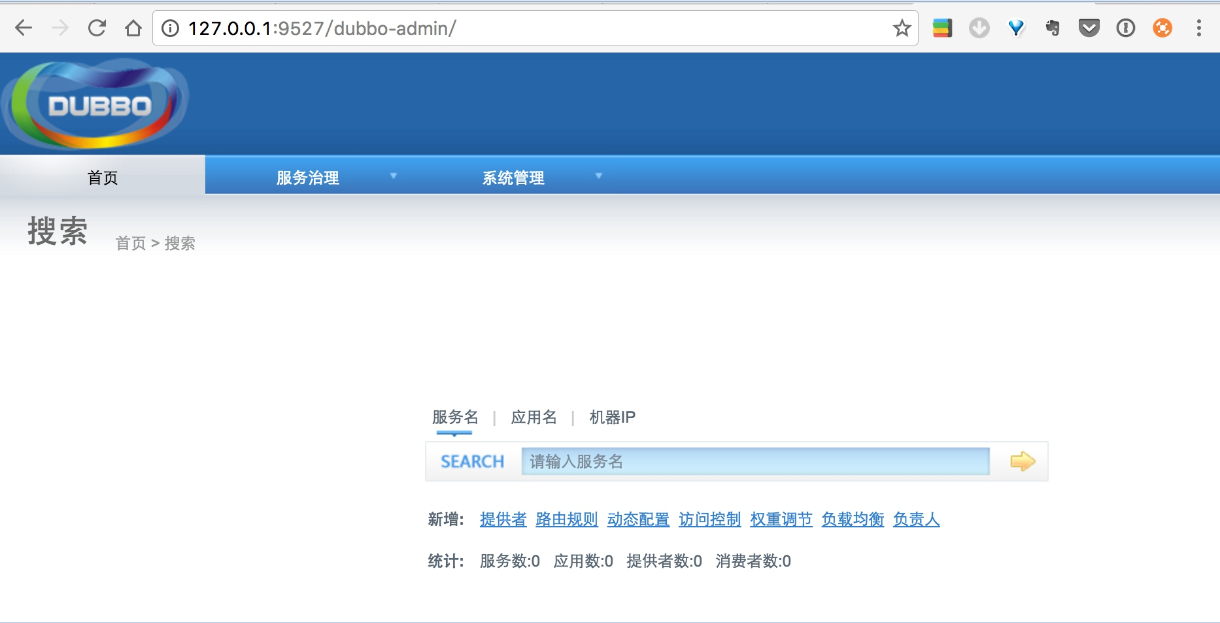 127.0.0.1:9527/dubbo-admin/
DUBBO
首页 服务治理 系统管理
搜索 首页 > 搜索
服务名 | 应用名 | 机器IP
SEARCH 请输入服务名
新增: 提供者 路由规则 动态配置 访问控制 权重调节 负载均衡 负责人
统计: 服务数:0 应用数:0 提供者数:0 消费者数:0